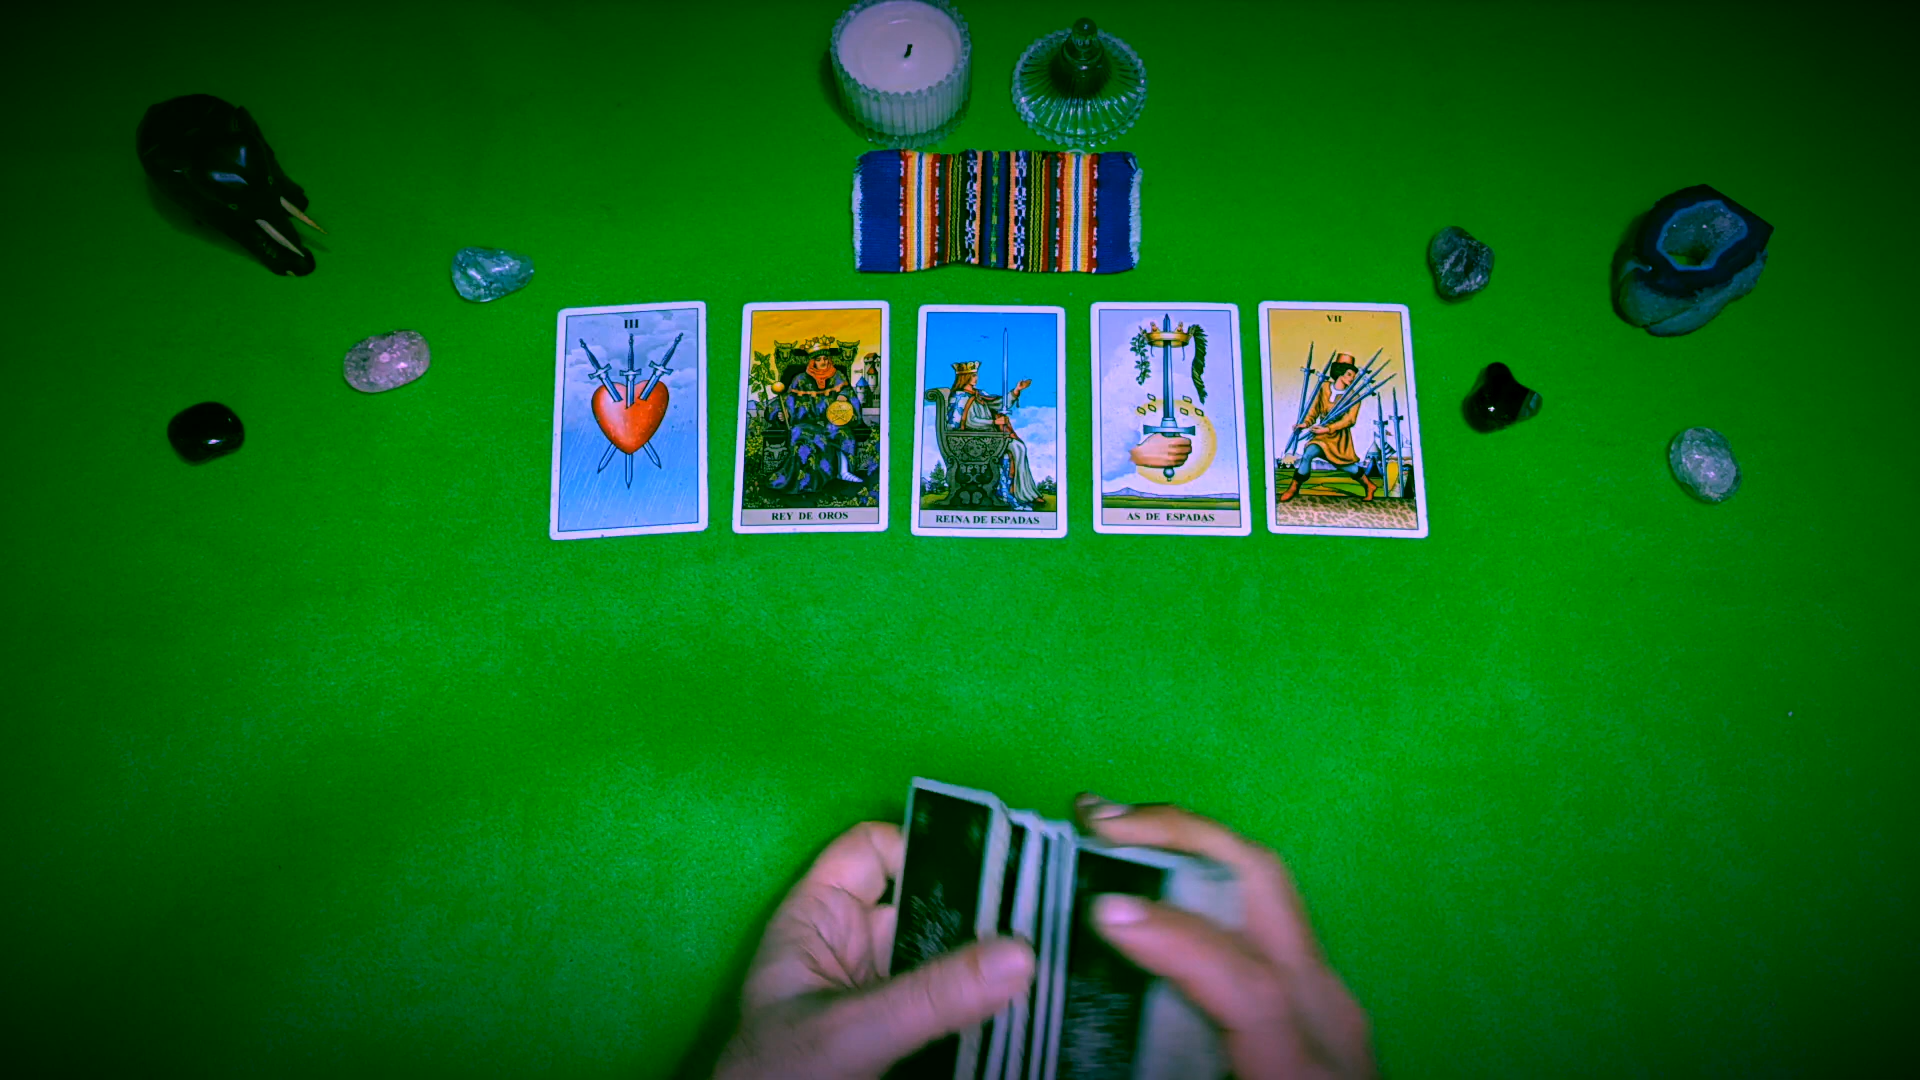 III
REY DE OROS
REINA DE ESPADAS
AS DE ESPADAS
VII